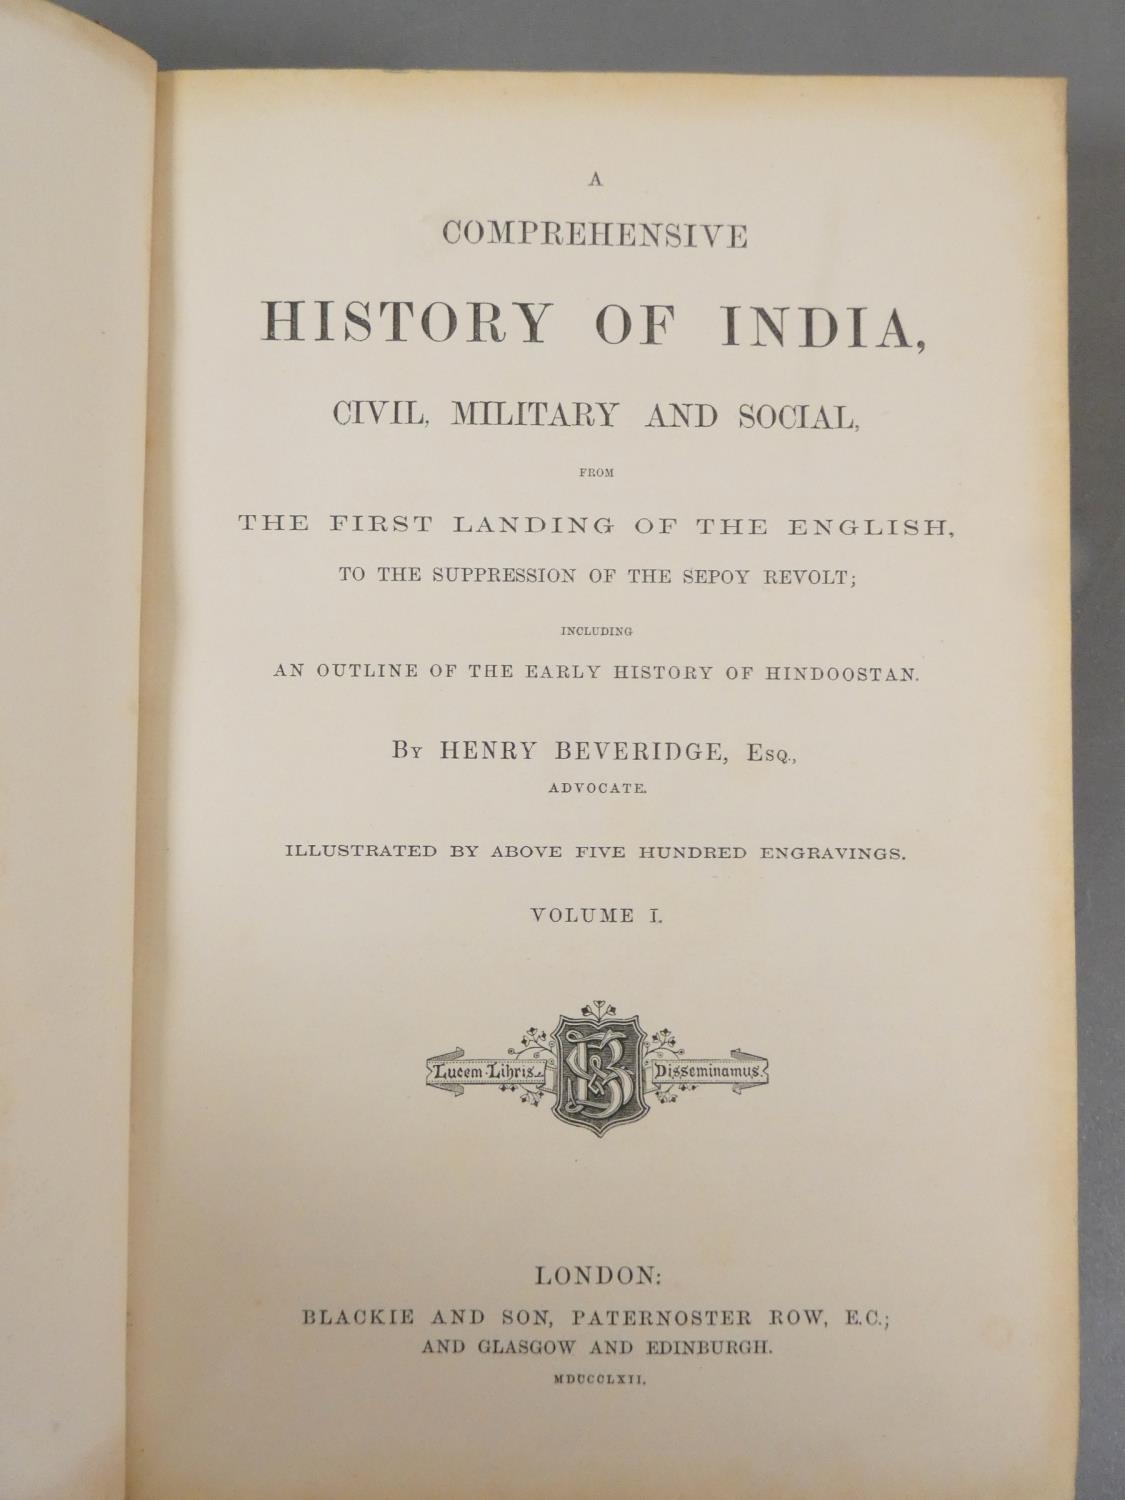 A
COMPREHENSIVE
HISTORY OF INDIA,
CIVIL, MILITARY AND SOCIAL,
FROM
THE FIRST LANDING OF THE ENGLISH,
TO THE SUPPRESSION OF THE SEPOY REVOLT;
INCLUDING
AN OUTLINE OF THE EARLY HISTORY OF HINDOOSTAN.
BY HENRY BEVERIDGE, ESQ.,
ADVOCATE.
ILLUSTRATED BY ABOVE FIVE HUNDRED ENGRAVINGS.
VOLUME I.
Lucem Libris B&S Disseminamus.
LONDON:
BLACKIE AND SON, PATERNOSTER ROW, E.C.;
AND GLASGOW AND EDINBURGH.
MDCCCLXII.